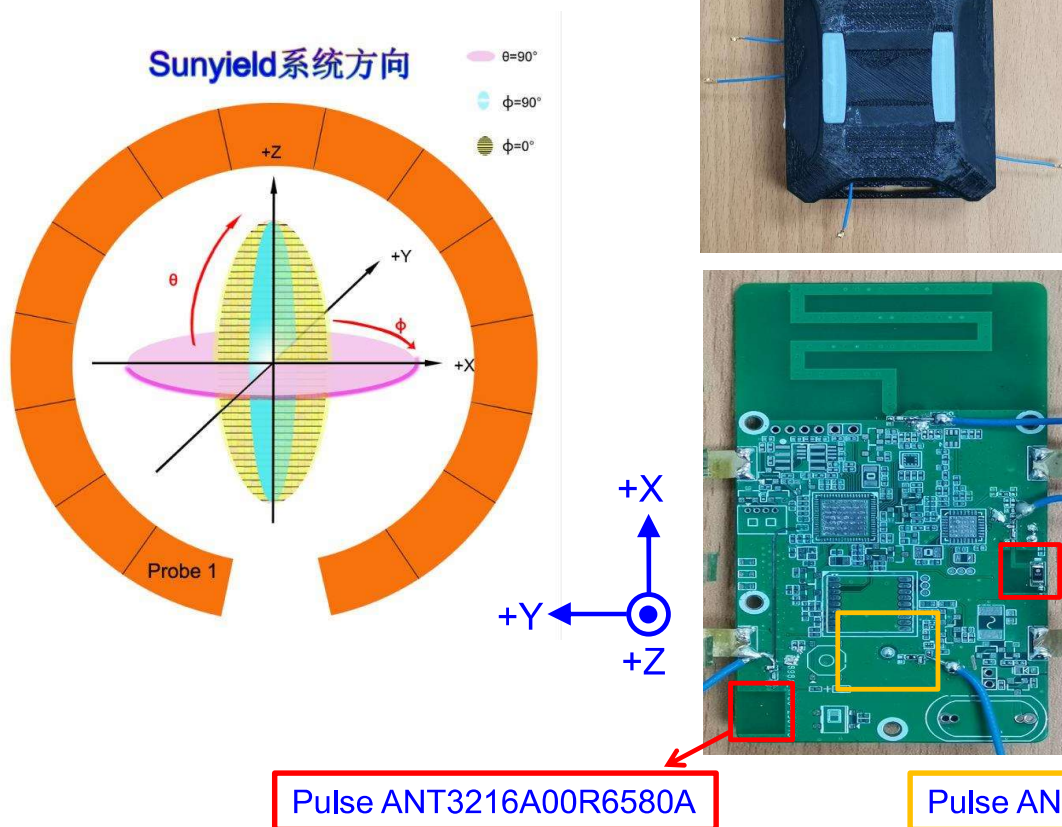 Sunyield系统方向
θ=90°
ϕ=90°
ϕ=0°
+Z
+Y
θ
ϕ
+X
Probe 1
+X
+Y
+Z
Pulse ANT3216A00R6580A
Pulse AN